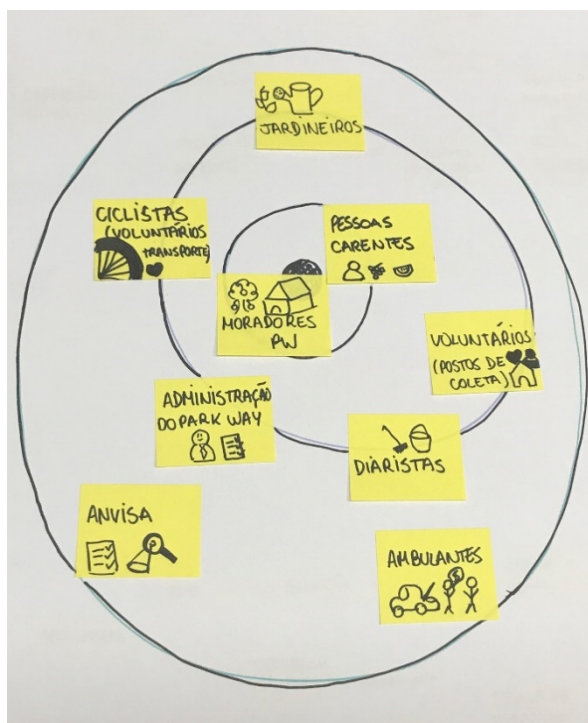 JARDINEIROS
CICLISTAS
(VOLUNTÁRIOS
TRANSPORTE)
PESSOAS
CARENTES
MORADORES
PW
VOLUNTÁRIOS
(POSTOS DE
COLETA)
ADMINISTRAÇÃO
DO PARK WAY
DIARISTAS
ANVISA
AMBULANTES